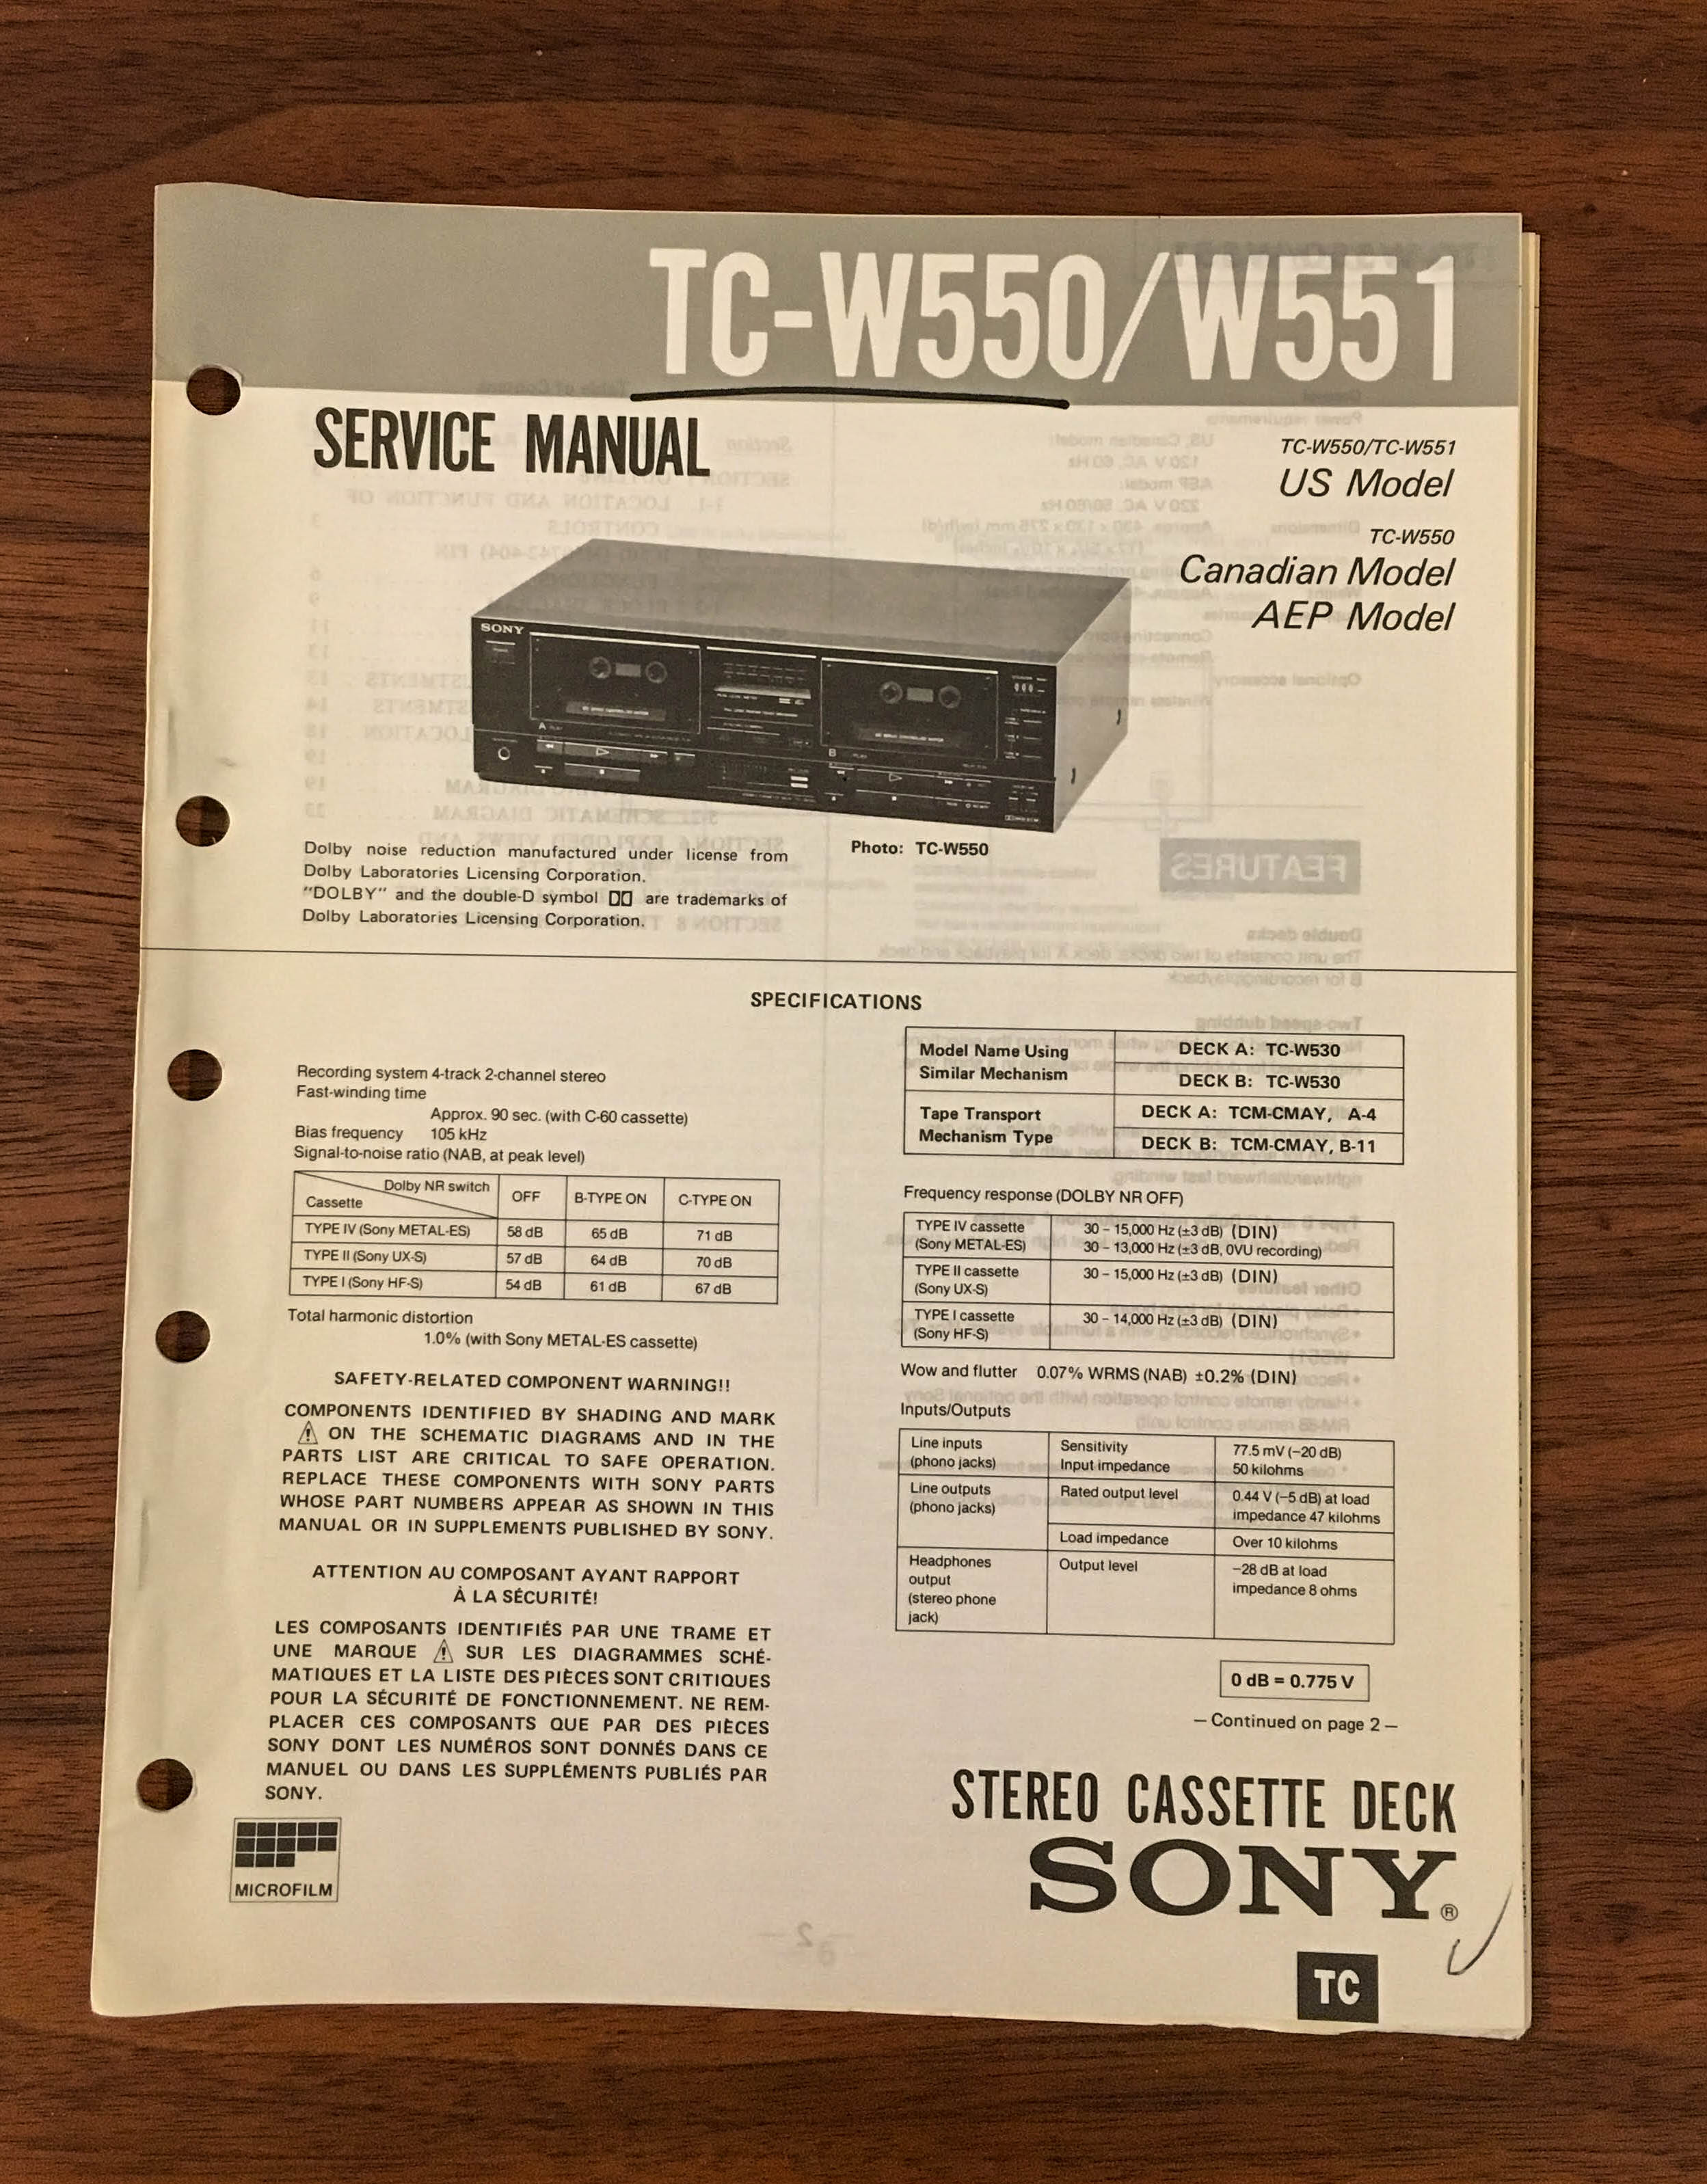 TC-W550/W551
SERVICE MANUAL
TC-W550/TC-W551
US Model
TC-W550
Canadian Model
AEP Model
SONY
A
B
Dolby noise reduction manufactured under license from
Dolby Laboratories Licensing Corporation.
"DOLBY" and the double-D symbol are trademarks of
Dolby Laboratories Licensing Corporation.
Photo: TC-W550
SPECIFICATIONS
Recording system 4-track 2-channel stereo
Fast-winding time
Approx. 90 sec. (with C-60 cassette)
Bias frequency 105 kHz
Signal-to-noise ratio (NAB, at peak level)
Dolby NR switch
Cassette OFF B-TYPE ON C-TYPE ON
TYPE IV (Sony METAL-ES) 58 dB 65 dB 71 dB
TYPE II (Sony UX-S) 57 dB 64 dB 70 dB
TYPE I (Sony HF-S) 54 dB 61 dB 67 dB
Total harmonic distortion
1.0% (with Sony METAL-ES cassette)
SAFETY-RELATED COMPONENT WARNING!!
COMPONENTS IDENTIFIED BY SHADING AND MARK
⚠ ON THE SCHEMATIC DIAGRAMS AND IN THE
PARTS LIST ARE CRITICAL TO SAFE OPERATION.
REPLACE THESE COMPONENTS WITH SONY PARTS
WHOSE PART NUMBERS APPEAR AS SHOWN IN THIS
MANUAL OR IN SUPPLEMENTS PUBLISHED BY SONY.
ATTENTION AU COMPOSANT AYANT RAPPORT
À LA SÉCURITÉ!
LES COMPOSANTS IDENTIFIÉS PAR UNE TRAME ET
UNE MARQUE ⚠ SUR LES DIAGRAMMES SCHÉ-
MATIQUES ET LA LISTE DES PIÈCES SONT CRITIQUES
POUR LA SÉCURITÉ DE FONCTIONNEMENT. NE REM-
PLACER CES COMPOSANTS QUE PAR DES PIÈCES
SONY DONT LES NUMÉROS SONT DONNÉS DANS CE
MANUEL OU DANS LES SUPPLÉMENTS PUBLIÉS PAR
SONY.
MICROFILM
Model Name Using
Similar Mechanism
DECK A: TC-W530
DECK B: TC-W530
Tape Transport
Mechanism Type
DECK A: TCM-CMAY, A-4
DECK B: TCM-CMAY, B-11
Frequency response (DOLBY NR OFF)
TYPE IV cassette 30 – 15,000 Hz (±3 dB) (DIN)
(Sony METAL-ES) 30 – 13,000 Hz (±3 dB, 0VU recording)
TYPE II cassette 30 – 15,000 Hz (±3 dB) (DIN)
(Sony UX-S)
TYPE I cassette 30 – 14,000 Hz (±3 dB) (DIN)
(Sony HF-S)
Wow and flutter 0.07% WRMS (NAB) ±0.2% (DIN)
Inputs/Outputs
Line inputs Sensitivity 77.5 mV (–20 dB)
(phono jacks) Input impedance 50 kilohms
Line outputs Rated output level 0.44 V (–5 dB) at load
(phono jacks) impedance 47 kilohms
Load impedance Over 10 kilohms
Headphones Output level –28 dB at load
output impedance 8 ohms
(stereo phone
jack)
0 dB = 0.775 V
— Continued on page 2 —
STEREO CASSETTE DECK
SONY®
TC